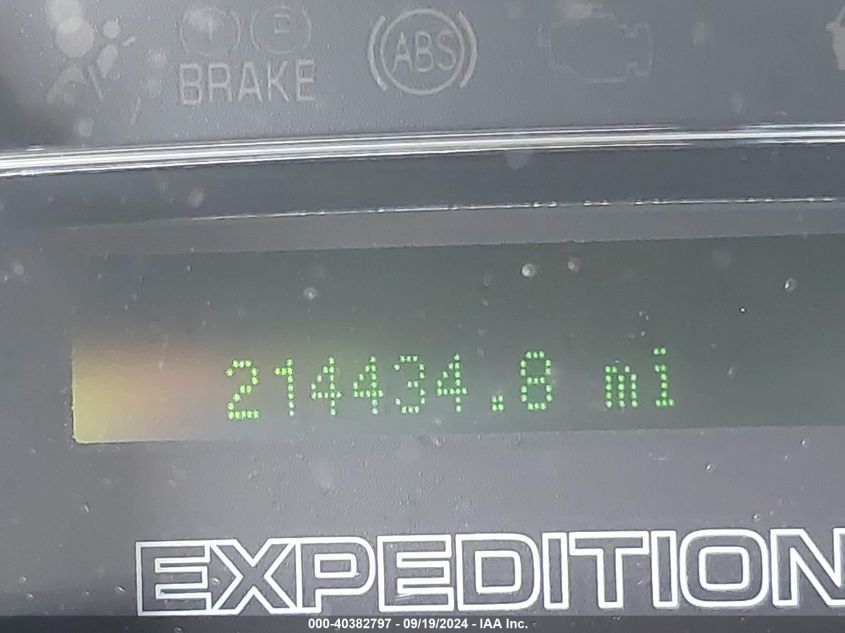 BRAKE ABS
214434.8 mi
EXPEDITION
000-40382797 - 09/19/2024 - IAA Inc.